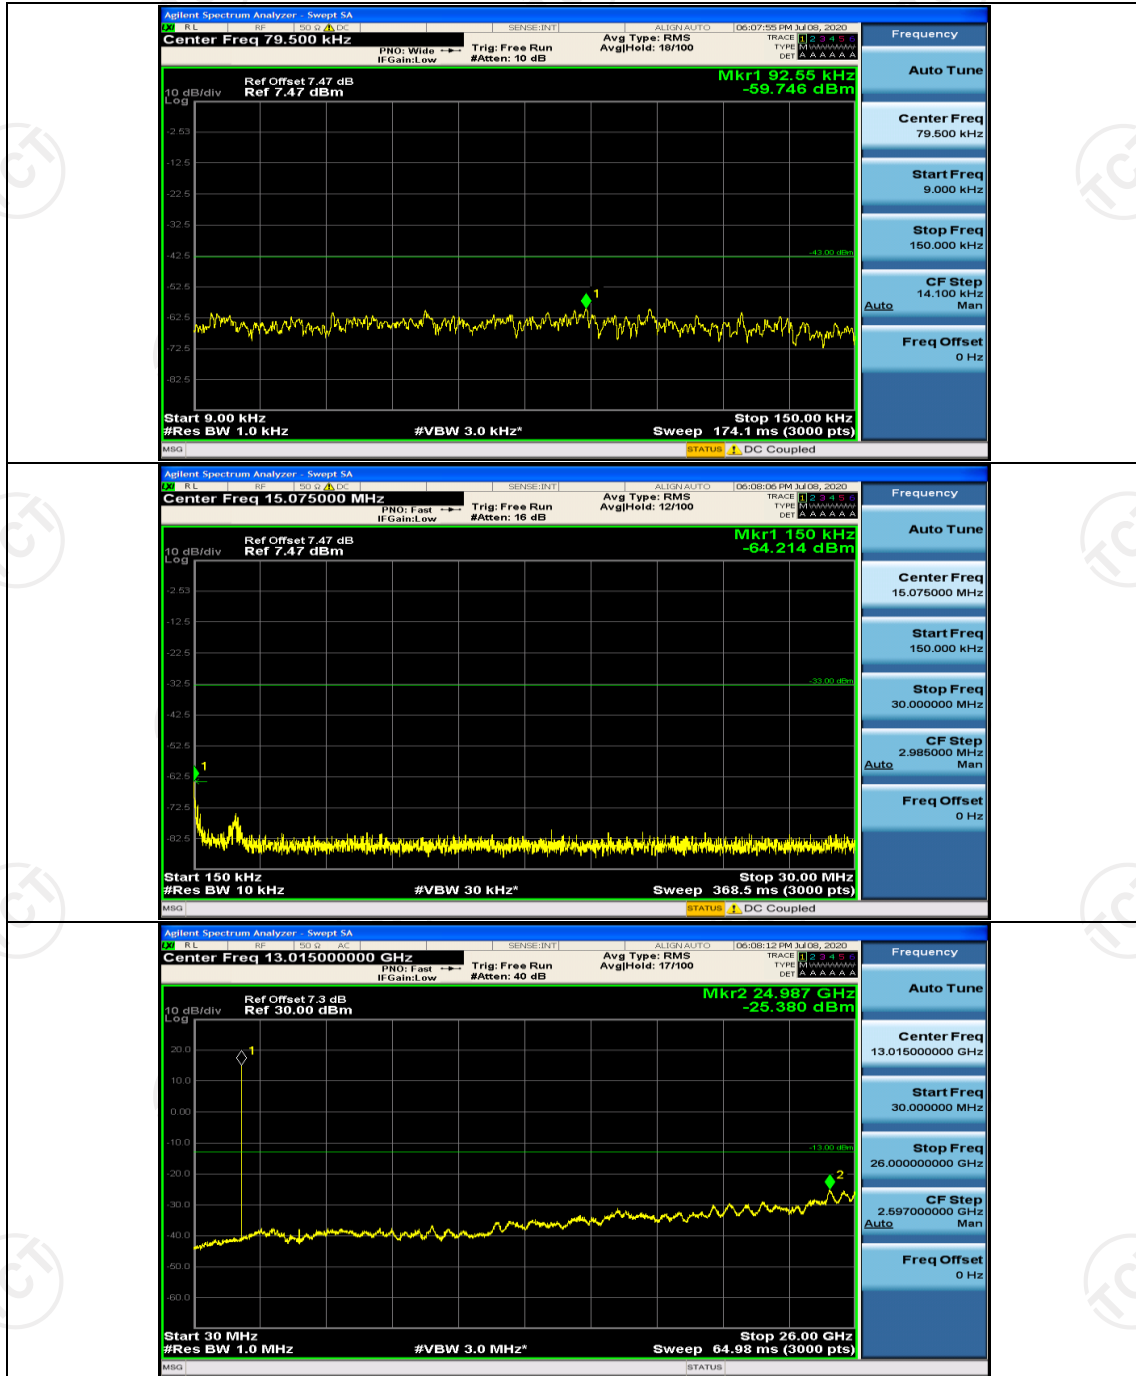 Agilent Spectrum Analyzer - Swept SA
LXI RL RF 50 Ω DC SENSE:INT ALIGN AUTO 06:07:55 PM Jul 08, 2020
Center Freq 79.500 kHz
PNO: Wide
IFGain:Low
Trig: Free Run
#Atten: 10 dB
Avg Type: RMS
Avg|Hold: 18/100
TRACE 1 2 3 4 5 6
TYPE M WWWWW
DET A A A A A A
Frequency
Ref Offset 7.47 dB
10 dB/div Ref 7.47 dBm
Log
Mkr1 92.55 kHz
-59.746 dBm
-2.53
-12.5
-22.5
-32.5
-42.5
-52.5
-62.5
-72.5
-82.5
-43.00 dBm
1
Start 9.00 kHz Stop 150.00 kHz
#Res BW 1.0 kHz #VBW 3.0 kHz* Sweep 174.1 ms (3000 pts)
MSG STATUS DC Coupled
Auto Tune
Center Freq
79.500 kHz
Start Freq
9.000 kHz
Stop Freq
150.000 kHz
CF Step
14.100 kHz
Auto Man
Freq Offset
0 Hz
Agilent Spectrum Analyzer - Swept SA
LXI RL RF 50 Ω DC SENSE:INT ALIGN AUTO 06:08:06 PM Jul 08, 2020
Center Freq 15.075000 MHz
PNO: Fast
IFGain:Low
Trig: Free Run
#Atten: 16 dB
Avg Type: RMS
Avg|Hold: 12/100
TRACE 1 2 3 4 5 6
TYPE M WWWWW
DET A A A A A A
Frequency
Ref Offset 7.47 dB
10 dB/div Ref 7.47 dBm
Log
Mkr1 150 kHz
-64.214 dBm
-2.53
-12.5
-22.5
-32.5
-42.5
-52.5
-62.5
-72.5
-82.5
-33.00 dBm
1
Start 150 kHz Stop 30.00 MHz
#Res BW 10 kHz #VBW 30 kHz* Sweep 368.5 ms (3000 pts)
MSG STATUS DC Coupled
Auto Tune
Center Freq
15.075000 MHz
Start Freq
150.000 kHz
Stop Freq
30.000000 MHz
CF Step
2.985000 MHz
Auto Man
Freq Offset
0 Hz
Agilent Spectrum Analyzer - Swept SA
LXI RL RF 50 Ω AC SENSE:INT ALIGN AUTO 06:08:12 PM Jul 08, 2020
Center Freq 13.015000000 GHz
PNO: Fast
IFGain:Low
Trig: Free Run
#Atten: 40 dB
Avg Type: RMS
Avg|Hold: 17/100
TRACE 1 2 3 4 5 6
TYPE M WWWWW
DET A A A A A A
Frequency
Ref Offset 7.3 dB
10 dB/div Ref 30.00 dBm
Log
Mkr2 24.987 GHz
-25.380 dBm
20.0
10.0
0.00
-10.0
-20.0
-30.0
-40.0
-50.0
-60.0
-13.00 dBm
1
2
Start 30 MHz Stop 26.00 GHz
#Res BW 1.0 MHz #VBW 3.0 MHz* Sweep 64.98 ms (3000 pts)
MSG STATUS
Auto Tune
Center Freq
13.015000000 GHz
Start Freq
30.000000 MHz
Stop Freq
26.000000000 GHz
CF Step
2.597000000 GHz
Auto Man
Freq Offset
0 Hz
TCT